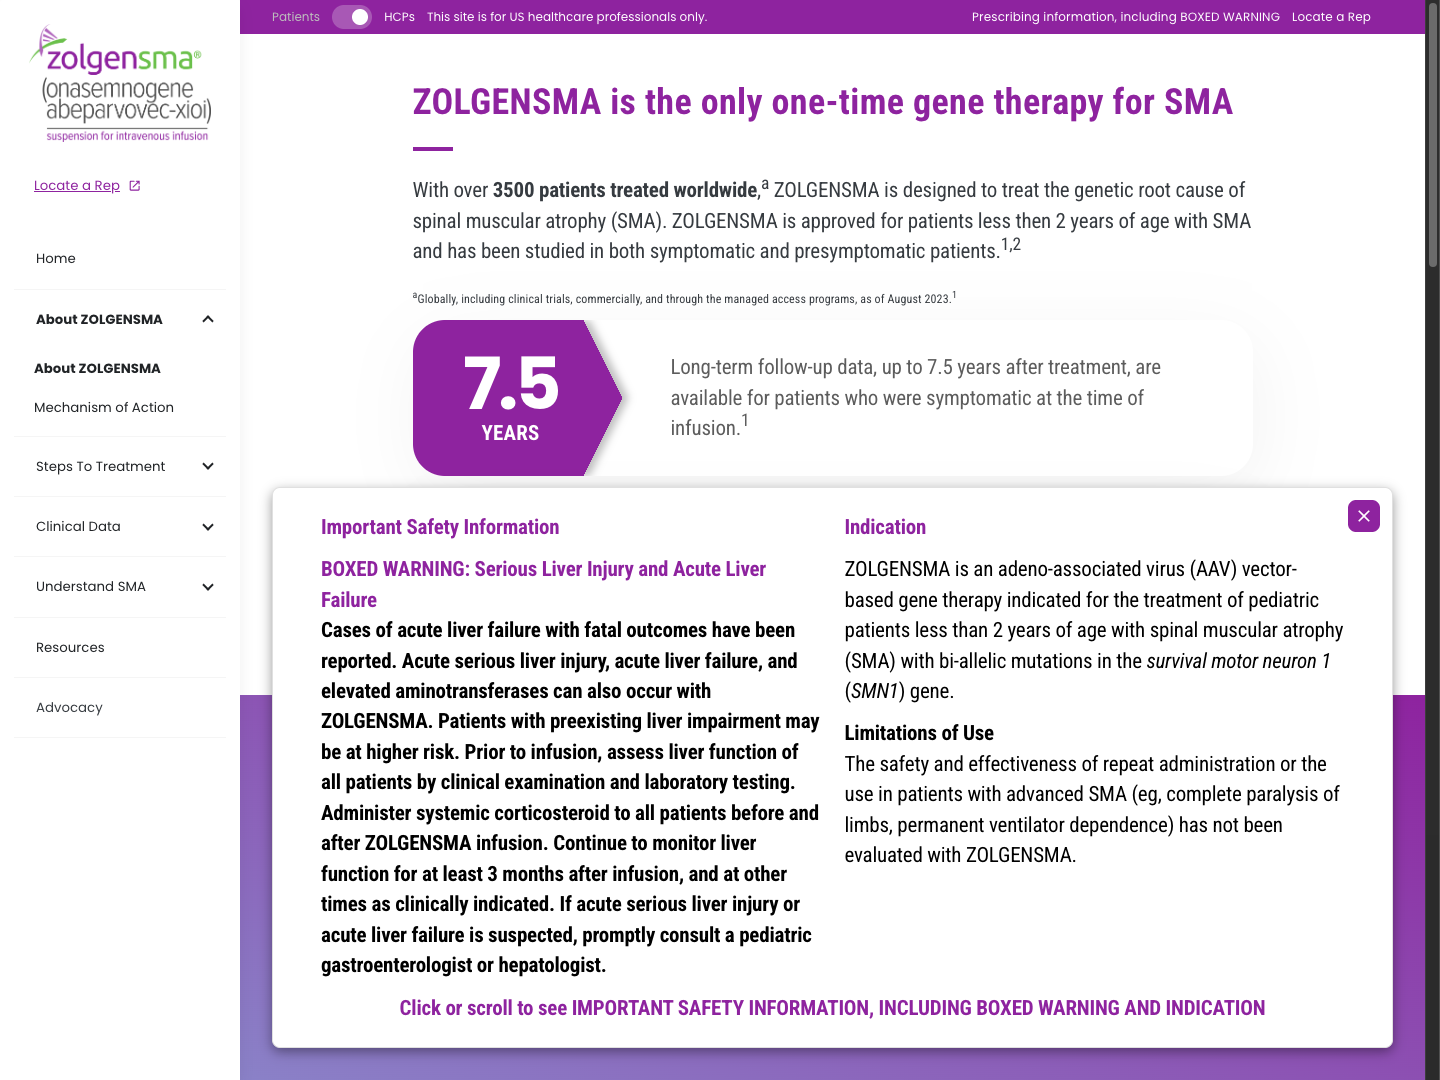 Patients HCPs This site is for US healthcare professionals only. Prescribing information, including BOXED WARNING Locate a Rep
zolgensma®
(onasemnogene
abeparvovec-xioi)
suspension for intravenous infusion
Locate a Rep
Home
About ZOLGENSMA
About ZOLGENSMA
Mechanism of Action
Steps To Treatment
Clinical Data
Understand SMA
Resources
Advocacy
ZOLGENSMA is the only one-time gene therapy for SMA
With over 3500 patients treated worldwide,a ZOLGENSMA is designed to treat the genetic root cause of
spinal muscular atrophy (SMA). ZOLGENSMA is approved for patients less then 2 years of age with SMA
and has been studied in both symptomatic and presymptomatic patients.1,2
aGlobally, including clinical trials, commercially, and through the managed access programs, as of August 2023.1
7.5
YEARS
Long-term follow-up data, up to 7.5 years after treatment, are
available for patients who were symptomatic at the time of
infusion.1
Important Safety Information
BOXED WARNING: Serious Liver Injury and Acute Liver
Failure
Cases of acute liver failure with fatal outcomes have been
reported. Acute serious liver injury, acute liver failure, and
elevated aminotransferases can also occur with
ZOLGENSMA. Patients with preexisting liver impairment may
be at higher risk. Prior to infusion, assess liver function of
all patients by clinical examination and laboratory testing.
Administer systemic corticosteroid to all patients before and
after ZOLGENSMA infusion. Continue to monitor liver
function for at least 3 months after infusion, and at other
times as clinically indicated. If acute serious liver injury or
acute liver failure is suspected, promptly consult a pediatric
gastroenterologist or hepatologist.
Indication
ZOLGENSMA is an adeno-associated virus (AAV) vector-
based gene therapy indicated for the treatment of pediatric
patients less than 2 years of age with spinal muscular atrophy
(SMA) with bi-allelic mutations in the survival motor neuron 1
(SMN1) gene.
Limitations of Use
The safety and effectiveness of repeat administration or the
use in patients with advanced SMA (eg, complete paralysis of
limbs, permanent ventilator dependence) has not been
evaluated with ZOLGENSMA.
Click or scroll to see IMPORTANT SAFETY INFORMATION, INCLUDING BOXED WARNING AND INDICATION